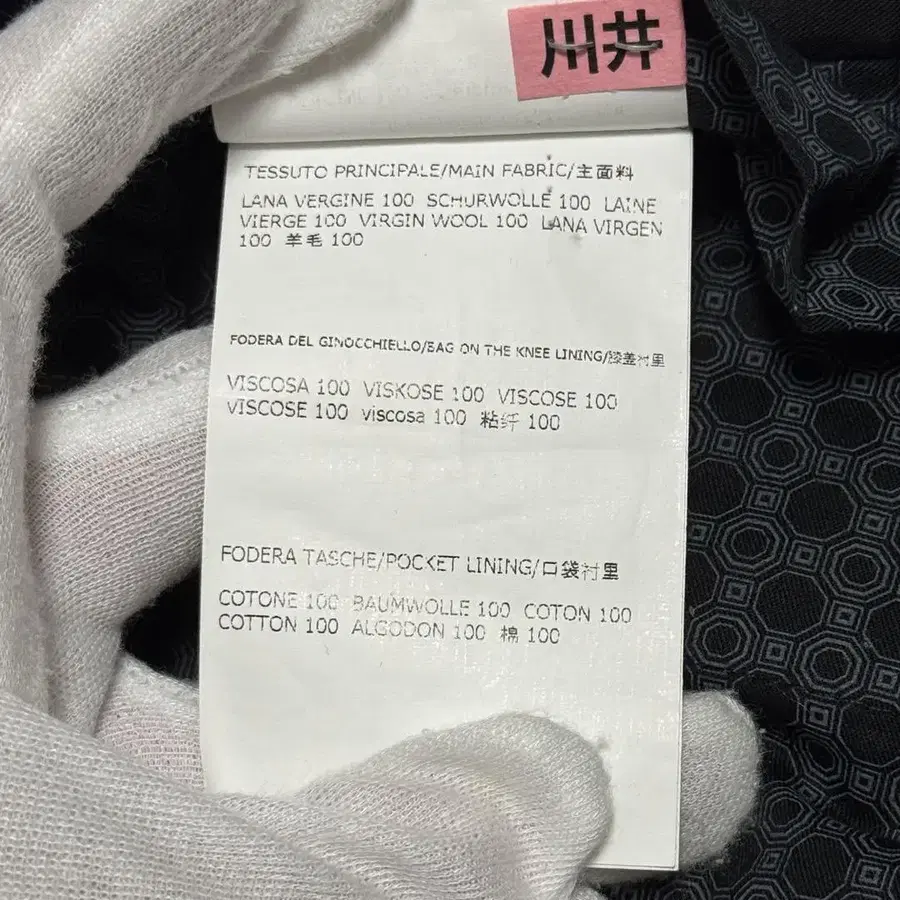 川井
TESSUTO PRINCIPALE/MAIN FABRIC/主面料
LANA VERGINE 100 SCHURWOLLE 100 LAINE
VIERGE 100 VIRGIN WOOL 100 LANA VIRGEN
100 羊毛 100
FODERA DEL GINOCCHIELLO/BAG ON THE KNEE LINING/膝盖衬里
VISCOSA 100 VISKOSE 100 VISCOSE 100
VISCOSE 100 viscosa 100 粘纤 100
FODERA TASCHE/POCKET LINING/口袋衬里
COTONE 100 BAUMWOLLE 100 COTON 100
COTTON 100 ALGODON 100 棉 100